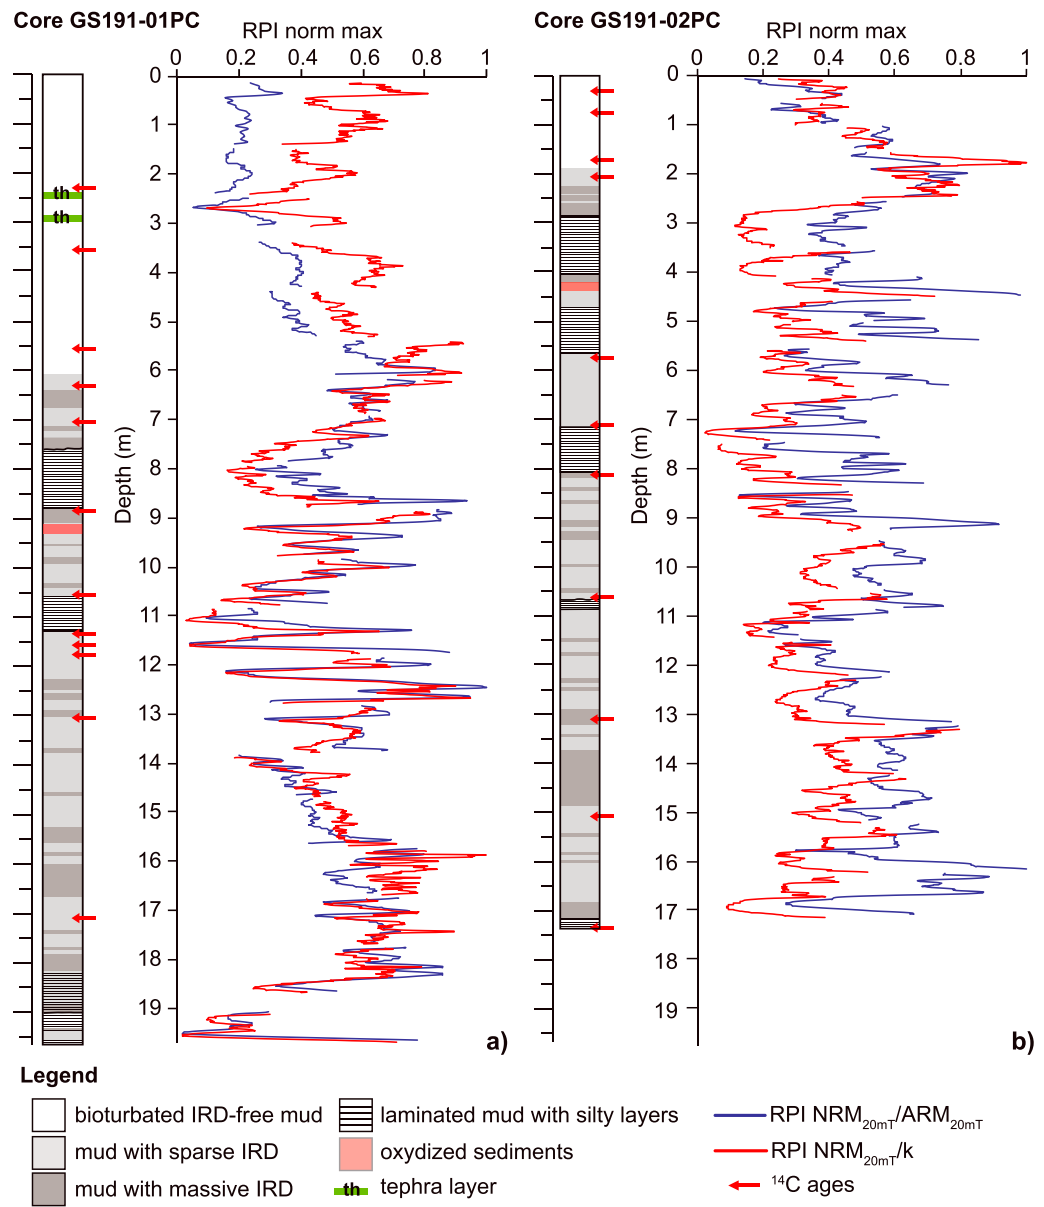 Core GS191-01PC
RPI norm max
0 0.2 0.4 0.6 0.8 1
0
1
2
3
4
5
6
7
8
9
10
11
12
13
14
15
16
17
18
19
Depth (m)
th
th
a)
Core GS191-02PC
RPI norm max
0 0.2 0.4 0.6 0.8 1
0
1
2
3
4
5
6
7
8
9
10
11
12
13
14
15
16
17
18
19
Depth (m)
b)
Legend
bioturbated IRD-free mud
mud with sparse IRD
mud with massive IRD
laminated mud with silty layers
oxydized sediments
th tephra layer
RPI NRM20mT/ARM20mT
RPI NRM20mT/k
14C ages